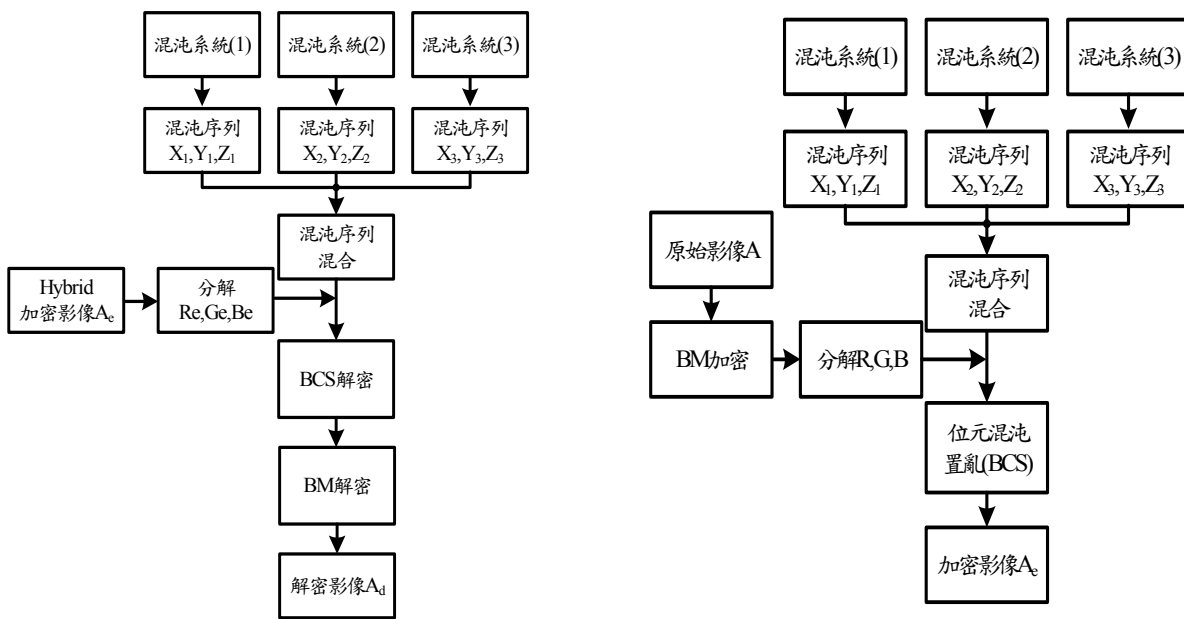 混沌系統(1)
混沌系統(2)
混沌系統(3)
混沌序列
X₁,Y₁,Z₁
混沌序列
X₂,Y₂,Z₂
混沌序列
X₃,Y₃,Z₃
混沌序列
混合
Hybrid
加密影像Aₑ
分解
Re,Ge,Be
BCS解密
BM解密
解密影像A_d
混沌系統(1)
混沌系統(2)
混沌系統(3)
混沌序列
X₁,Y₁,Z₁
混沌序列
X₂,Y₂,Z₂
混沌序列
X₃,Y₃,Z₃
原始影像A
混沌序列
混合
BM加密
分解R,G,B
位元混沌
置亂(BCS)
加密影像Aₑ